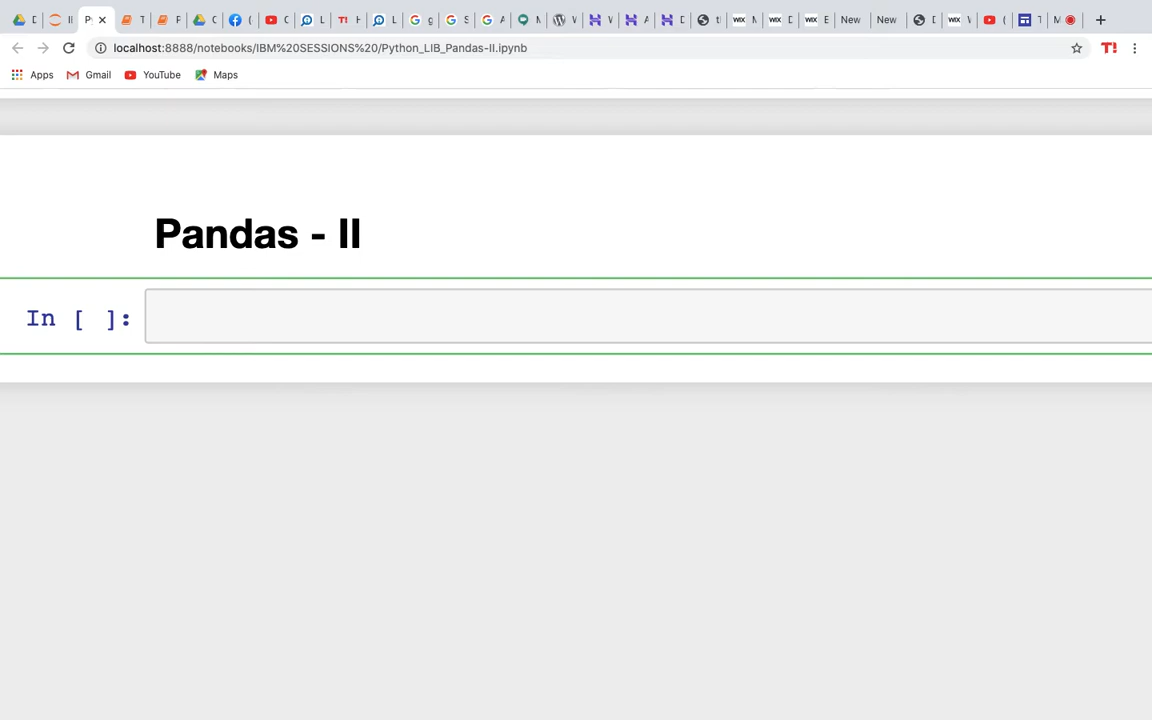 localhost:8888/notebooks/IBM%20SESSIONS%20/Python_LIB_Pandas-II.ipynb
Apps Gmail YouTube Maps
Pandas - II
In [ ]: